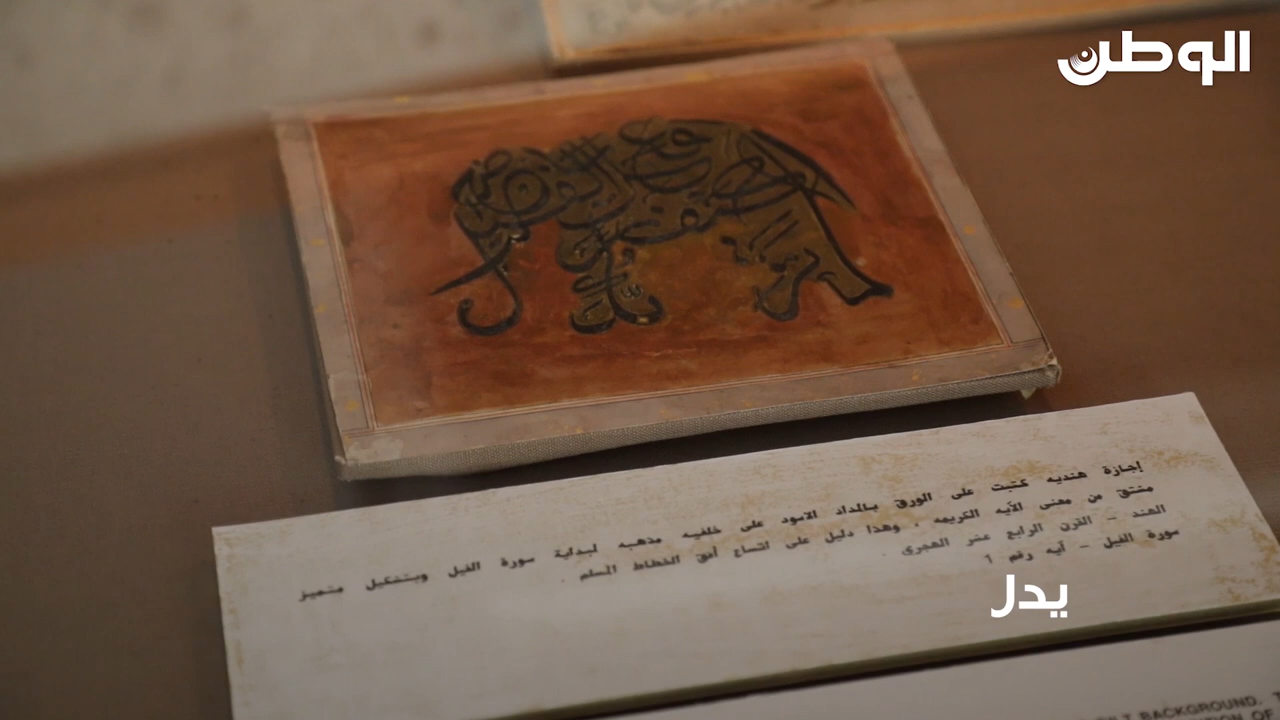 الوطن
إجازة هنديه كتبت على الورق بالمداد الاسود على خلفيه مذهبه لبداية سورة الفيل وبتشكيل متميز
منتق من معنى الآيه الكريمه ، وهذا دليل على اتساع أفق الخطاط المسلم .
الهند – القرن الرابع عشر الهجرى .
سورة الفيل – آيه رقم ١
يدل
BACKGROUND.
OF